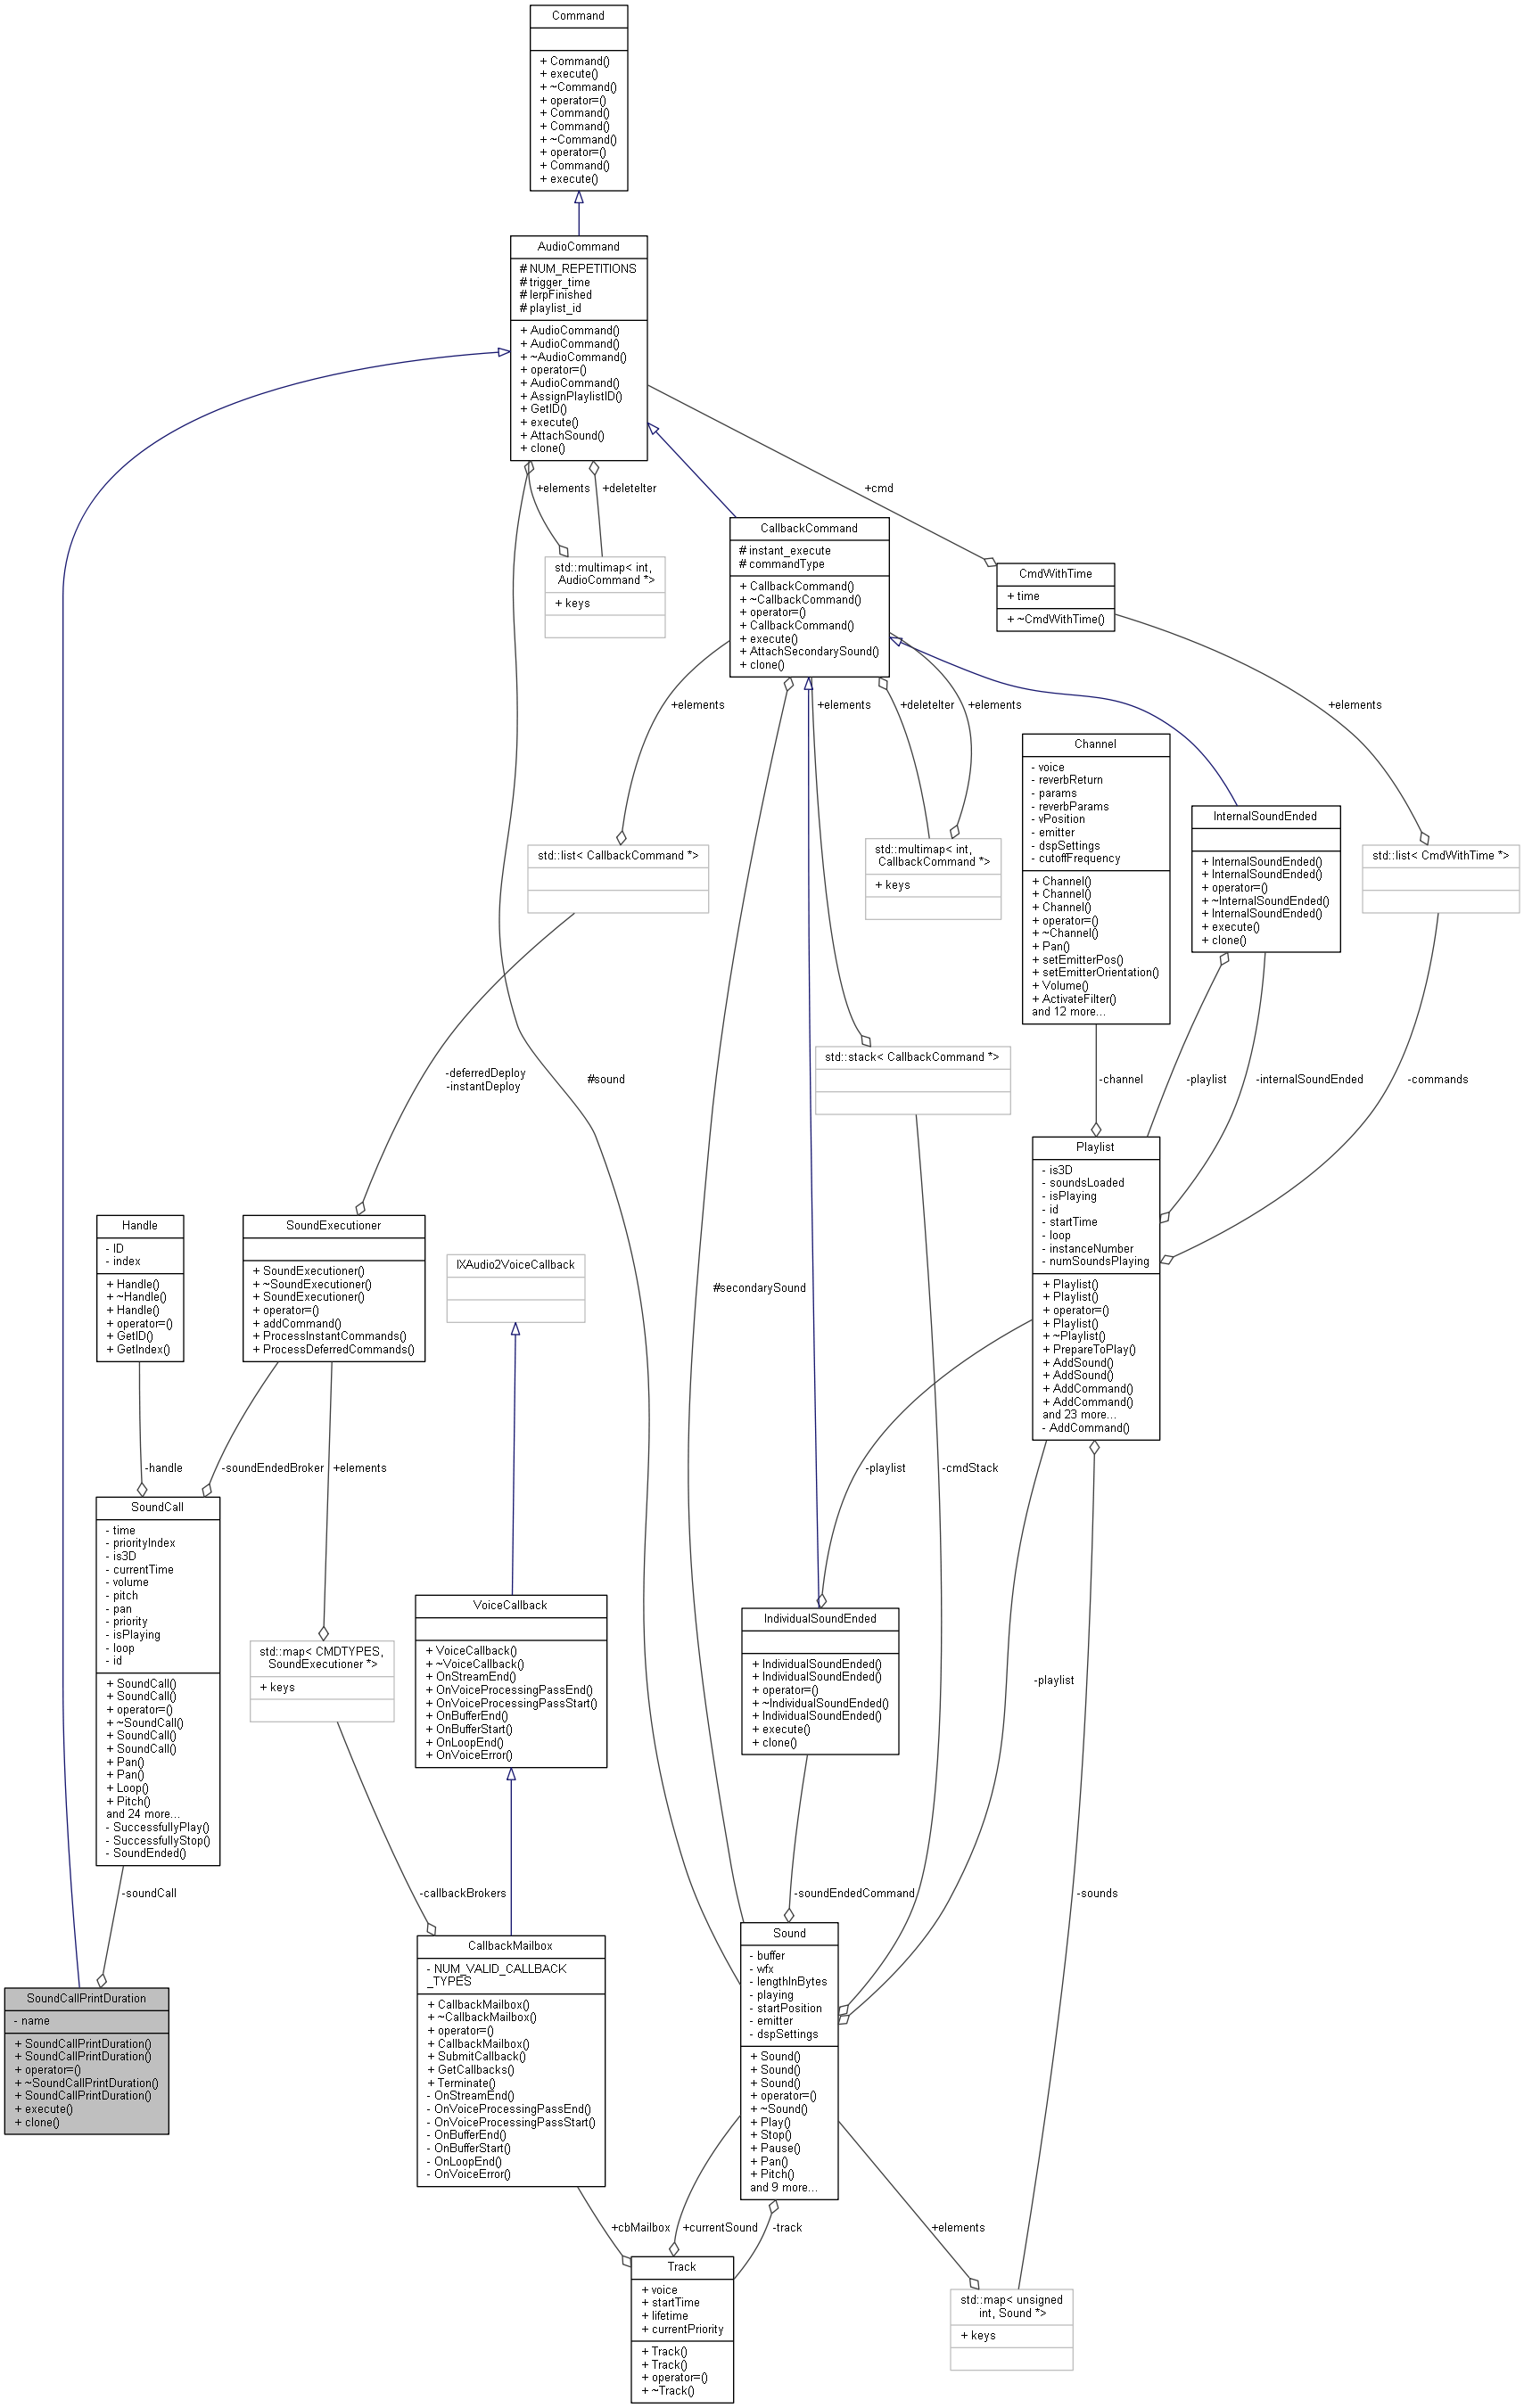 Command
+ Command()
+ execute()
+ ~Command()
+ operator=()
+ Command()
+ Command()
+ ~Command()
+ operator=()
+ Command()
+ execute()
AudioCommand
# NUM_REPETITIONS
# trigger_time
# lerpFinished
# playlist_id
+ AudioCommand()
+ AudioCommand()
+ ~AudioCommand()
+ operator=()
+ AudioCommand()
+ AssignPlaylistID()
+ GetID()
+ execute()
+ AttachSound()
+ clone()
+elements
+deleteIter
+cmd
std::multimap< int,
AudioCommand *>
+ keys
CallbackCommand
# instant_execute
# commandType
+ CallbackCommand()
+ ~CallbackCommand()
+ operator=()
+ CallbackCommand()
+ execute()
+ AttachSecondarySound()
+ clone()
CmdWithTime
+ time
+ ~CmdWithTime()
+elements
+elements
+deleteIter
+elements
+elements
Channel
- voice
- reverbReturn
- params
- reverbParams
- vPosition
- emitter
- dspSettings
- cutoffFrequency
+ Channel()
+ Channel()
+ Channel()
+ operator=()
+ ~Channel()
+ Pan()
+ setEmitterPos()
+ setEmitterOrientation()
+ Volume()
+ ActivateFilter()
and 12 more...
InternalSoundEnded
+ InternalSoundEnded()
+ InternalSoundEnded()
+ operator=()
+ ~InternalSoundEnded()
+ InternalSoundEnded()
+ execute()
+ clone()
std::list< CallbackCommand *>
std::multimap< int,
CallbackCommand *>
+ keys
std::list< CmdWithTime *>
std::stack< CallbackCommand *>
-deferredDeploy
-instantDeploy
#sound
-channel
-playlist
-internalSoundEnded
-commands
Playlist
- is3D
- soundsLoaded
- isPlaying
- id
- startTime
- loop
- instanceNumber
- numSoundsPlaying
+ Playlist()
+ Playlist()
+ operator=()
+ Playlist()
+ ~Playlist()
+ PrepareToPlay()
+ AddSound()
+ AddSound()
+ AddCommand()
+ AddCommand()
and 23 more...
- AddCommand()
Handle
- ID
- index
+ Handle()
+ ~Handle()
+ Handle()
+ operator=()
+ GetID()
+ GetIndex()
SoundExecutioner
+ SoundExecutioner()
+ ~SoundExecutioner()
+ SoundExecutioner()
+ operator=()
+ addCommand()
+ ProcessInstantCommands()
+ ProcessDeferredCommands()
IXAudio2VoiceCallback
#secondarySound
-handle
-soundEndedBroker
+elements
-playlist
-cmdStack
SoundCall
- time
- priorityIndex
- is3D
- currentTime
- volume
- pitch
- pan
- priority
- isPlaying
- loop
- id
+ SoundCall()
+ SoundCall()
+ operator=()
+ ~SoundCall()
+ SoundCall()
+ SoundCall()
+ Pan()
+ Pan()
+ Loop()
+ Pitch()
and 24 more...
- SuccessfullyPlay()
- SuccessfullyStop()
- SoundEnded()
std::map< CMDTYPES,
SoundExecutioner *>
+ keys
VoiceCallback
+ VoiceCallback()
+ ~VoiceCallback()
+ OnStreamEnd()
+ OnVoiceProcessingPassEnd()
+ OnVoiceProcessingPassStart()
+ OnBufferEnd()
+ OnBufferStart()
+ OnLoopEnd()
+ OnVoiceError()
IndividualSoundEnded
+ IndividualSoundEnded()
+ IndividualSoundEnded()
+ operator=()
+ ~IndividualSoundEnded()
+ IndividualSoundEnded()
+ execute()
+ clone()
-playlist
-soundCall
-callbackBrokers
-soundEndedCommand
-sounds
SoundCallPrintDuration
- name
+ SoundCallPrintDuration()
+ SoundCallPrintDuration()
+ operator=()
+ ~SoundCallPrintDuration()
+ SoundCallPrintDuration()
+ execute()
+ clone()
CallbackMailbox
- NUM_VALID_CALLBACK
_TYPES
+ CallbackMailbox()
+ ~CallbackMailbox()
+ operator=()
+ CallbackMailbox()
+ SubmitCallback()
+ GetCallbacks()
+ Terminate()
- OnStreamEnd()
- OnVoiceProcessingPassEnd()
- OnVoiceProcessingPassStart()
- OnBufferEnd()
- OnBufferStart()
- OnLoopEnd()
- OnVoiceError()
Sound
- buffer
- wfx
- lengthInBytes
- playing
- startPosition
- emitter
- dspSettings
+ Sound()
+ Sound()
+ Sound()
+ operator=()
+ ~Sound()
+ Play()
+ Stop()
+ Pause()
+ Pan()
+ Pitch()
and 9 more...
+cbMailbox
+currentSound
-track
+elements
Track
+ voice
+ startTime
+ lifetime
+ currentPriority
+ Track()
+ Track()
+ operator=()
+ ~Track()
std::map< unsigned
int, Sound *>
+ keys